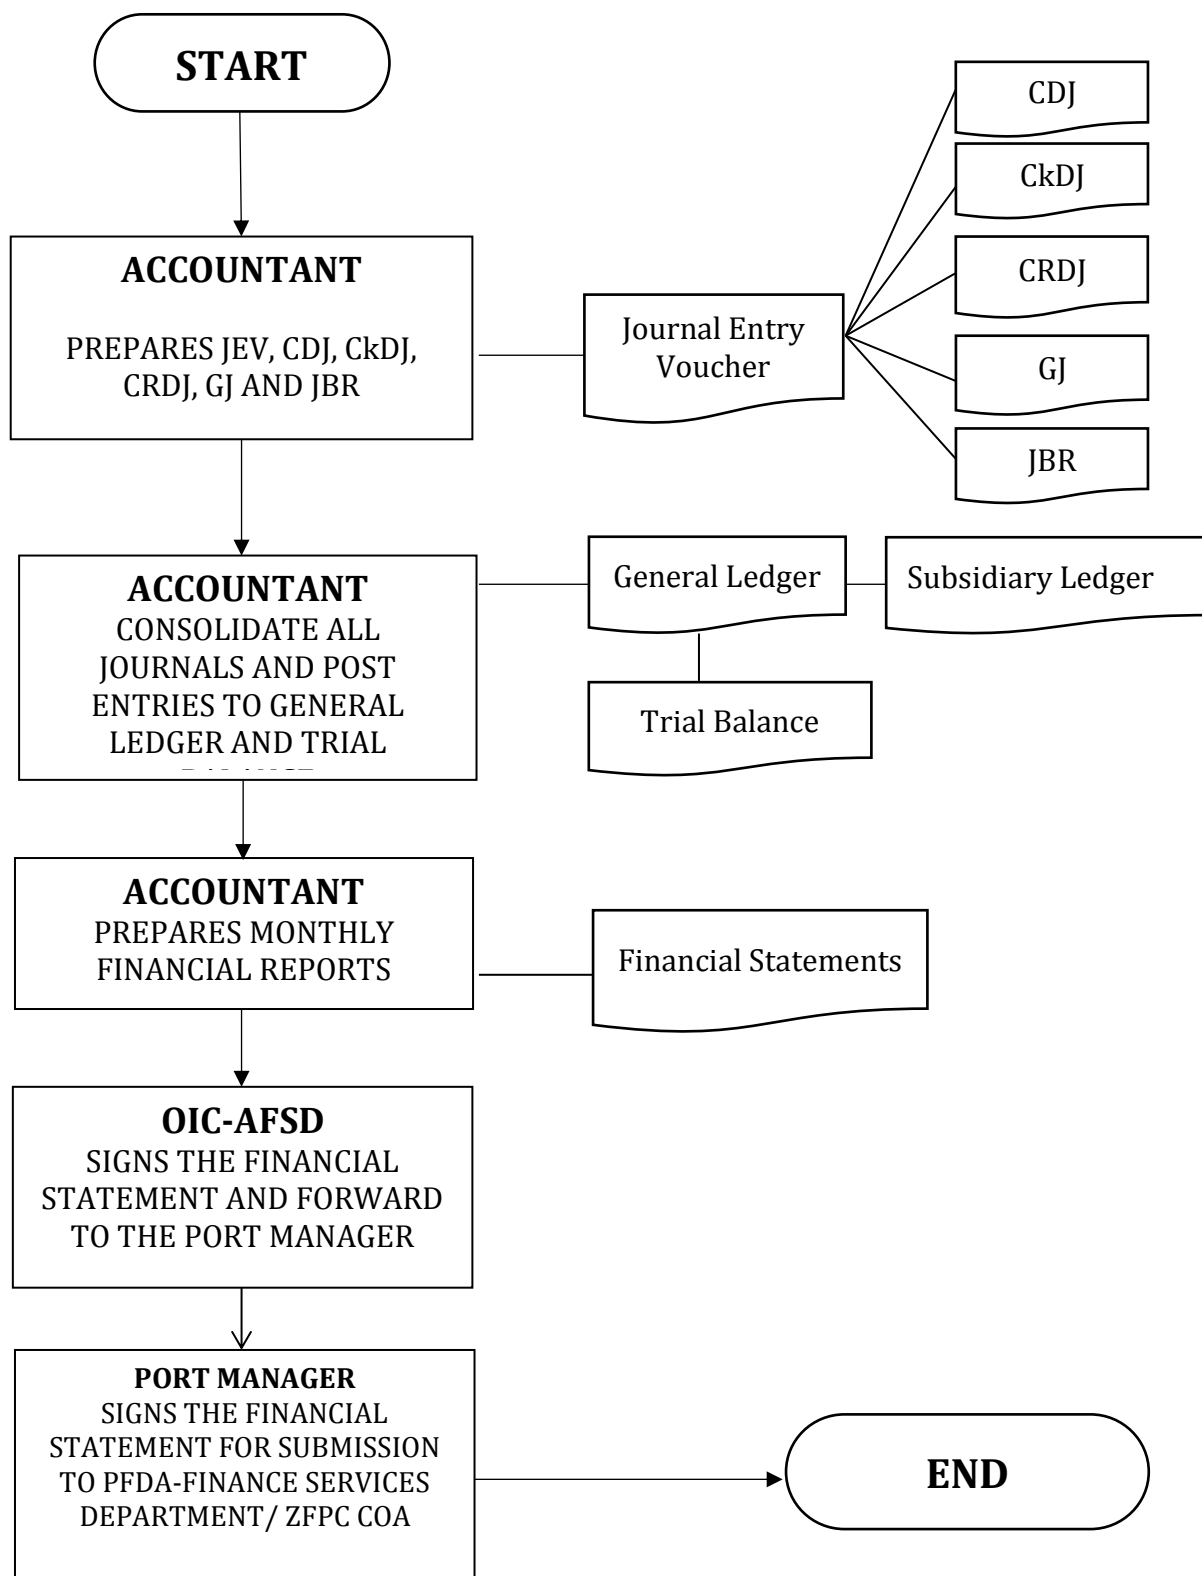 START
CDJ
CkDJ
CRDJ
GJ
JBR
ACCOUNTANT
PREPARES JEV, CDJ, CkDJ,
CRDJ, GJ AND JBR
Journal Entry
Voucher
ACCOUNTANT
CONSOLIDATE ALL
JOURNALS AND POST
ENTRIES TO GENERAL
LEDGER AND TRIAL
General Ledger
Subsidiary Ledger
Trial Balance
ACCOUNTANT
PREPARES MONTHLY
FINANCIAL REPORTS
Financial Statements
OIC-AFSD
SIGNS THE FINANCIAL
STATEMENT AND FORWARD
TO THE PORT MANAGER
PORT MANAGER
SIGNS THE FINANCIAL
STATEMENT FOR SUBMISSION
TO PFDA-FINANCE SERVICES
DEPARTMENT/ ZFPC COA
END